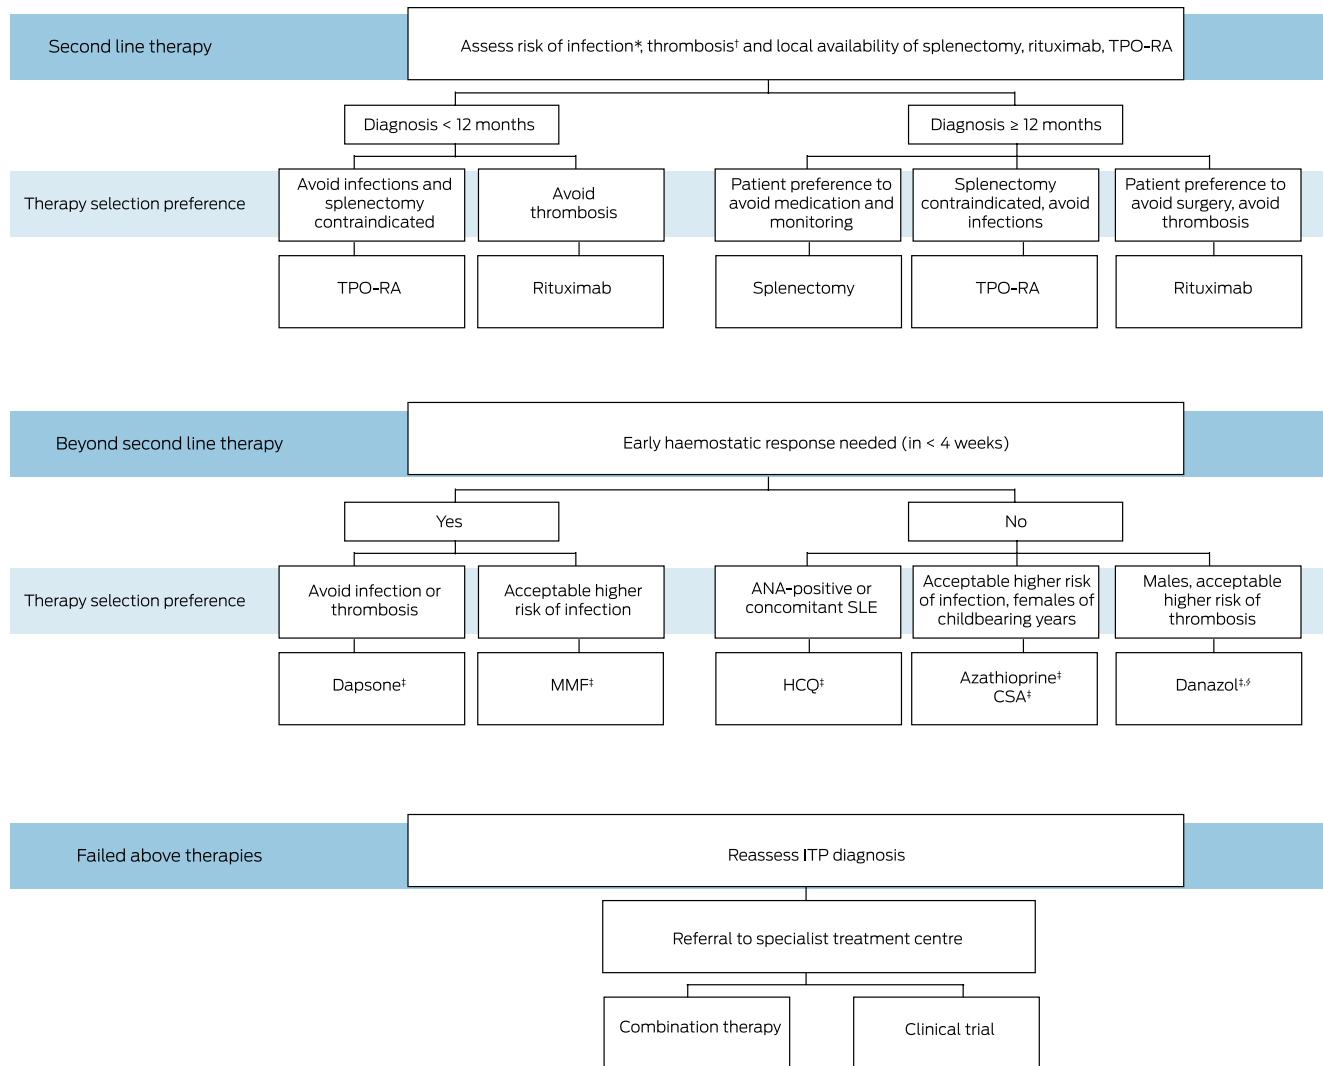 Second line therapy
Assess risk of infection*, thrombosis† and local availability of splenectomy, rituximab, TPO-RA
Diagnosis < 12 months
Diagnosis ≥ 12 months
Therapy selection preference
Avoid infections and
splenectomy
contraindicated
Avoid
thrombosis
Patient preference to
avoid medication and
monitoring
Splenectomy
contraindicated, avoid
infections
Patient preference to
avoid surgery, avoid
thrombosis
TPO-RA
Rituximab
Splenectomy
TPO-RA
Rituximab
Beyond second line therapy
Early haemostatic response needed (in < 4 weeks)
Yes
No
Therapy selection preference
Avoid infection or
thrombosis
Acceptable higher
risk of infection
ANA-positive or
concomitant SLE
Acceptable higher risk
of infection, females of
childbearing years
Males, acceptable
higher risk of
thrombosis
Dapsone‡
MMF‡
HCQ‡
Azathioprine‡
CSA‡
Danazol‡,§
Failed above therapies
Reassess ITP diagnosis
Referral to specialist treatment centre
Combination therapy
Clinical trial